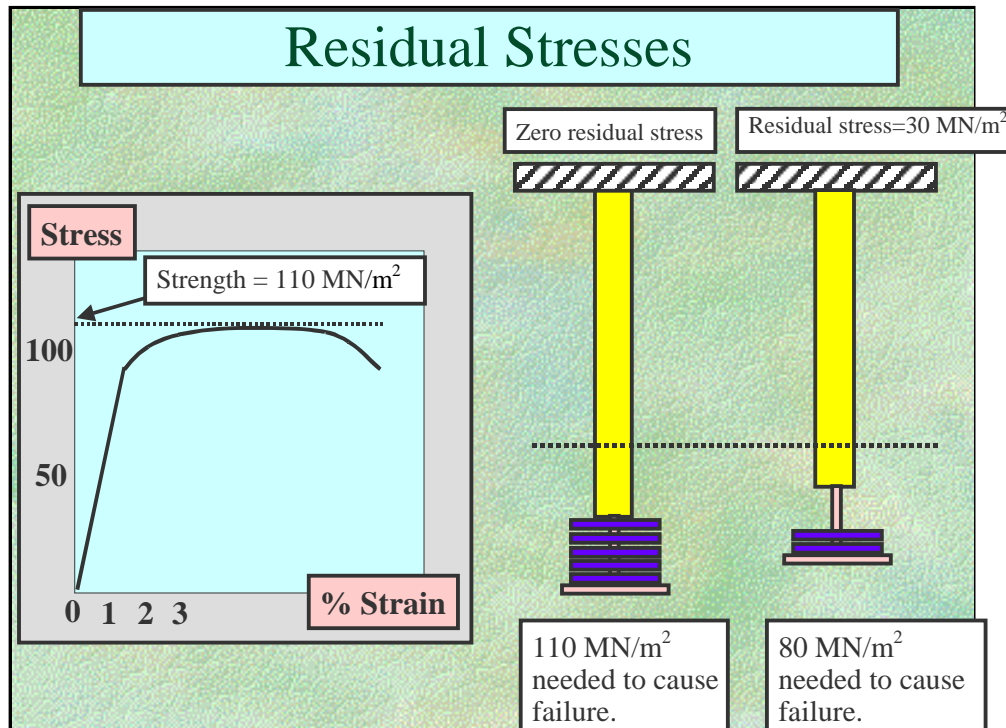 Residual Stresses
Zero residual stress
Residual stress=30 MN/m²
Stress
Strength = 110 MN/m²
100
50
0 1 2 3
% Strain
110 MN/m²
needed to cause
failure.
80 MN/m²
needed to cause
failure.